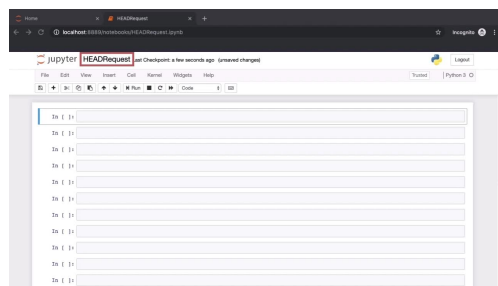 Home
HEADRequest
localhost:8889/notebooks/HEADRequest.ipynb
Incognito
jupyter HEADRequest Last Checkpoint: a few seconds ago (unsaved changes)
Logout
File Edit View Insert Cell Kernel Widgets Help
Trusted
Python 3
Run
Code
In [ ]:
In [ ]:
In [ ]:
In [ ]:
In [ ]:
In [ ]:
In [ ]:
In [ ]:
In [ ]:
In [ ]:
In [ ]: